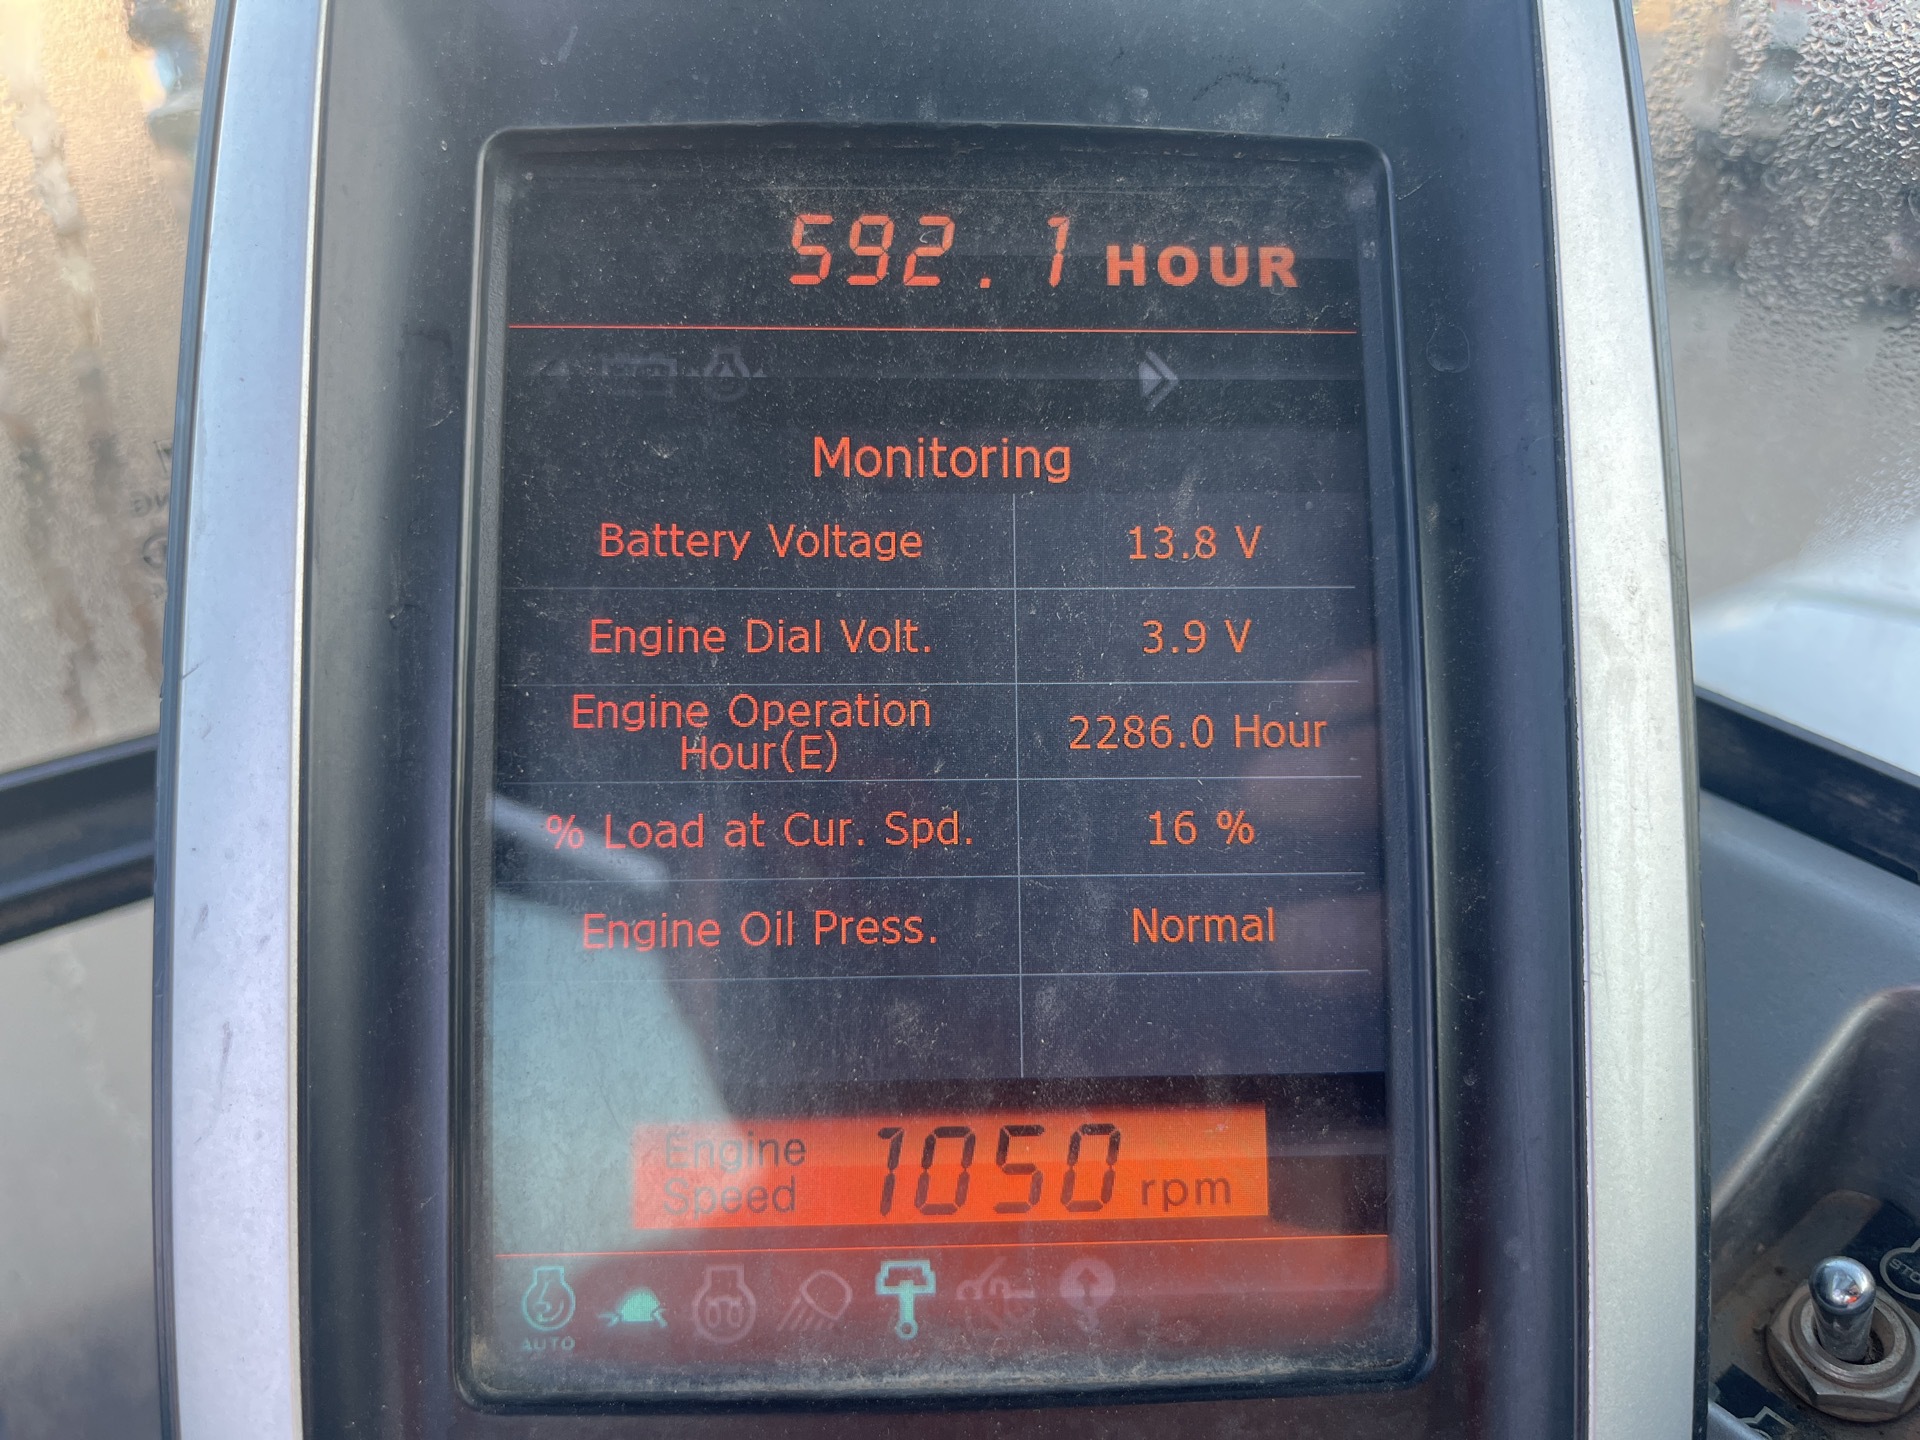 592.1 HOUR
Monitoring
Battery Voltage 13.8 V
Engine Dial Volt. 3.9 V
Engine Operation
Hour(E) 2286.0 Hour
% Load at Cur. Spd. 16 %
Engine Oil Press. Normal
Engine
Speed 1050 rpm
AUTO